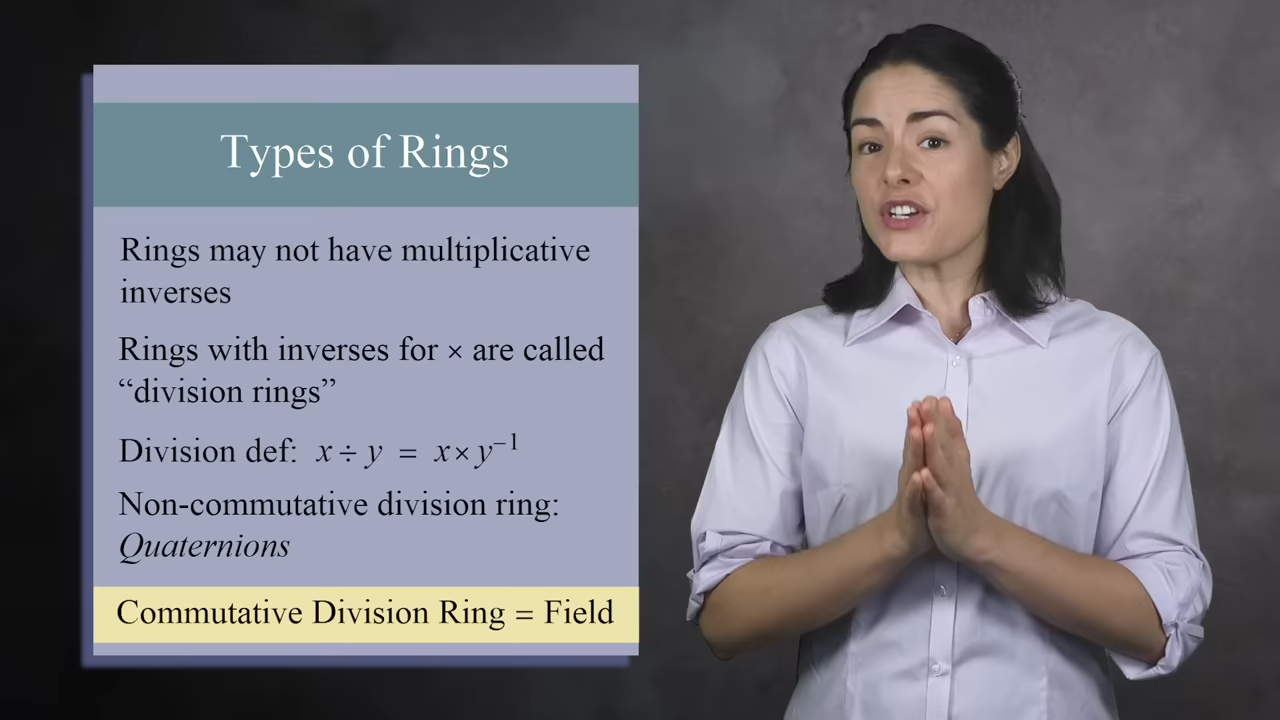 Types of Rings
Rings may not have multiplicative
inverses
Rings with inverses for × are called
“division rings”
Division def: x ÷ y = x × y⁻¹
Non-commutative division ring:
Quaternions
Commutative Division Ring = Field